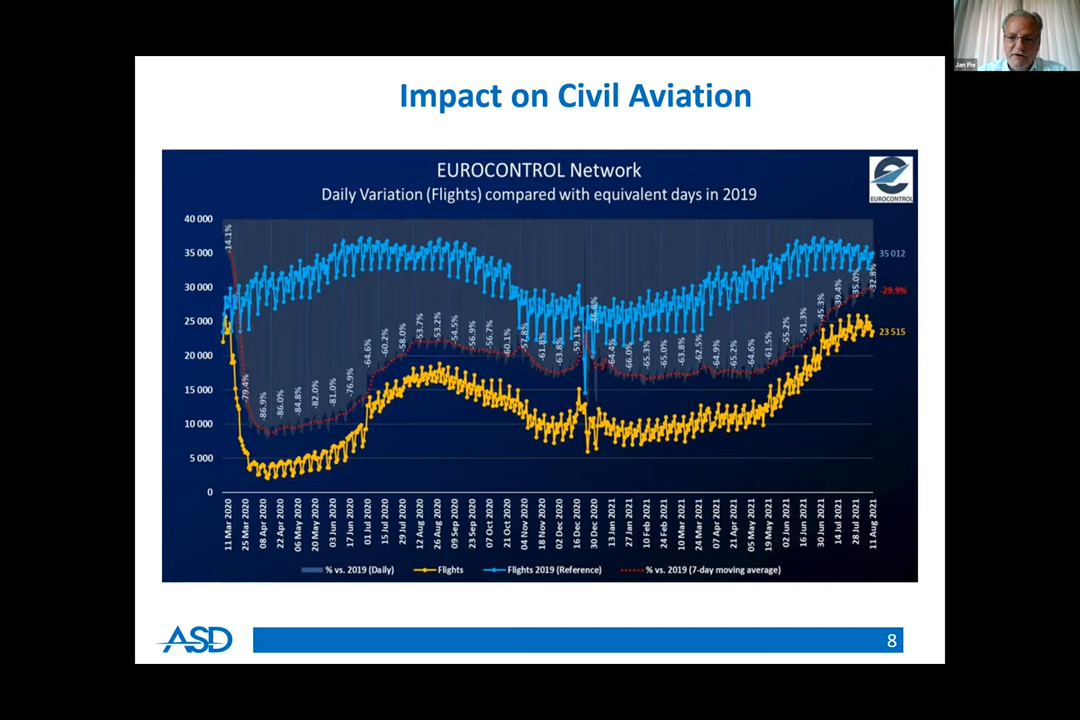 Impact on Civil Aviation
Jan Pie
EUROCONTROL Network
Daily Variation (Flights) compared with equivalent days in 2019
EUROCONTROL
40 000
35 000
30 000
25 000
20 000
15 000
10 000
5 000
0
-14.1%
-79.4%
-86.9%
-86.0%
-84.8%
-82.0%
-81.0%
-76.9%
-64.6%
-60.2%
-58.0%
-53.7%
-53.2%
-54.5%
-56.9%
-56.7%
-60.1%
-57.8%
-61.8%
-63.8%
-59.1%
-46.8%
-64.4%
-66.0%
-65.3%
-65.0%
-63.8%
-62.5%
-64.9%
-65.2%
-64.6%
-61.5%
-55.2%
-51.3%
-45.3%
-39.4%
-35.0%
-32.8%
35 012
-29.9%
23 515
11 Mar 2020
25 Mar 2020
08 Apr 2020
22 Apr 2020
06 May 2020
20 May 2020
03 Jun 2020
17 Jun 2020
01 Jul 2020
15 Jul 2020
29 Jul 2020
12 Aug 2020
26 Aug 2020
09 Sep 2020
23 Sep 2020
07 Oct 2020
21 Oct 2020
04 Nov 2020
18 Nov 2020
02 Dec 2020
16 Dec 2020
30 Dec 2020
13 Jan 2021
27 Jan 2021
10 Feb 2021
24 Feb 2021
10 Mar 2021
24 Mar 2021
07 Apr 2021
21 Apr 2021
05 May 2021
19 May 2021
02 Jun 2021
16 Jun 2021
30 Jun 2021
14 Jul 2021
28 Jul 2021
11 Aug 2021
% vs. 2019 (Daily)
Flights
Flights 2019 (Reference)
% vs. 2019 (7-day moving average)
ASD
8